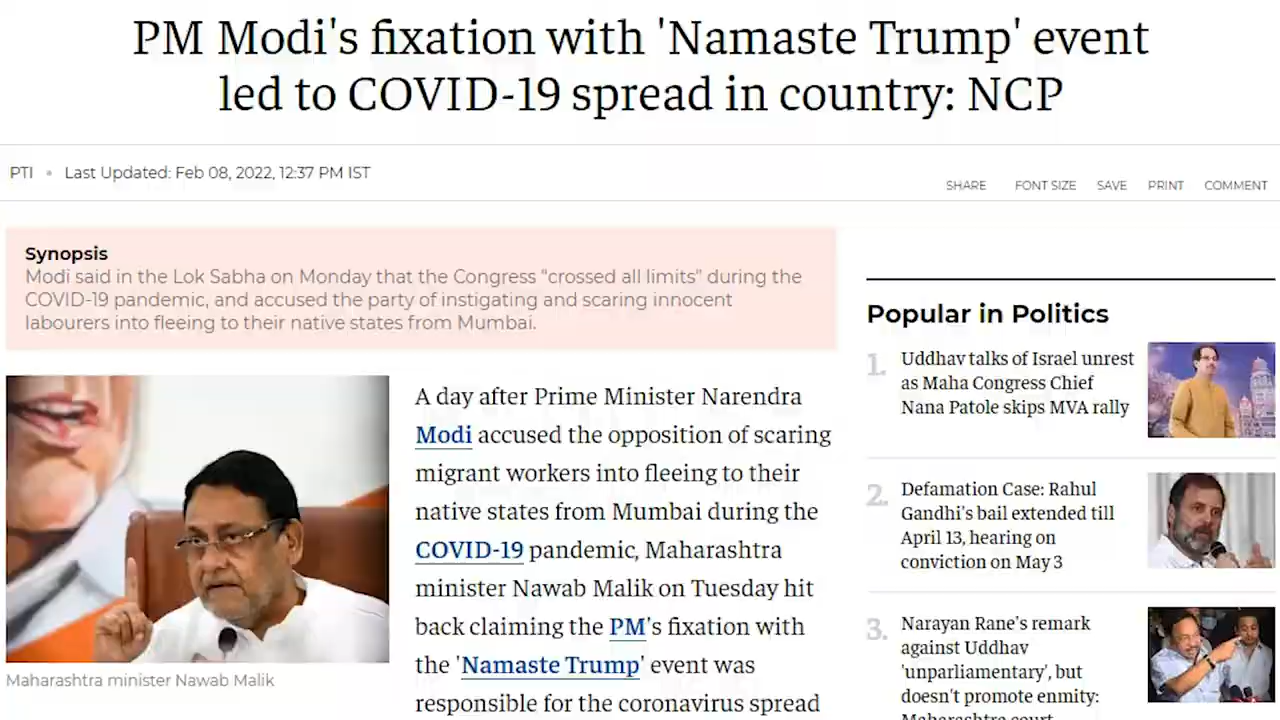 PM Modi's fixation with 'Namaste Trump' event
led to COVID-19 spread in country: NCP
PTI • Last Updated: Feb 08, 2022, 12:37 PM IST
SHARE FONT SIZE SAVE PRINT COMMENT
Synopsis
Modi said in the Lok Sabha on Monday that the Congress "crossed all limits" during the
COVID-19 pandemic, and accused the party of instigating and scaring innocent
labourers into fleeing to their native states from Mumbai.
A day after Prime Minister Narendra
Modi accused the opposition of scaring
migrant workers into fleeing to their
native states from Mumbai during the
COVID-19 pandemic, Maharashtra
minister Nawab Malik on Tuesday hit
back claiming the PM's fixation with
the 'Namaste Trump' event was
responsible for the coronavirus spread
Maharashtra minister Nawab Malik
Popular in Politics
1. Uddhav talks of Israel unrest
as Maha Congress Chief
Nana Patole skips MVA rally
2. Defamation Case: Rahul
Gandhi's bail extended till
April 13, hearing on
conviction on May 3
3. Narayan Rane's remark
against Uddhav
'unparliamentary', but
doesn't promote enmity:
Maharashtra court